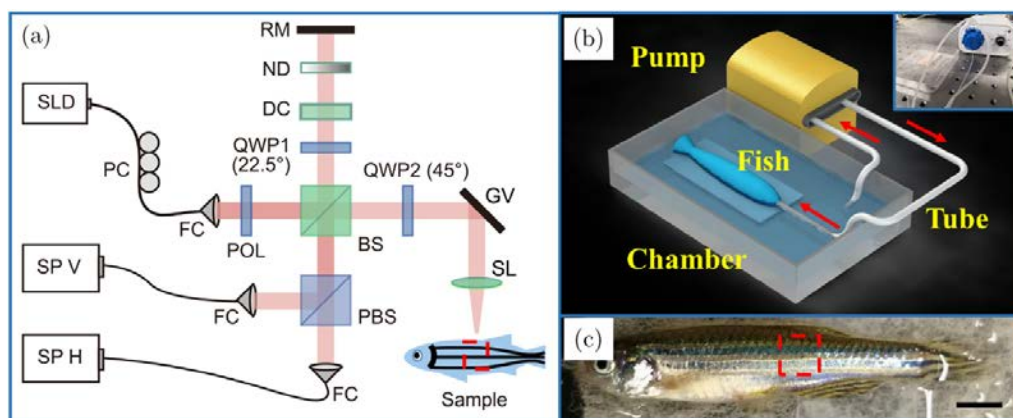 (a)
RM
ND
SLD
DC
QWP1
(22.5°)
QWP2 (45°)
PC
GV
FC
POL
BS
SL
SP V
FC
PBS
SP H
FC
Sample
(b)
Pump
Fish
Tube
Chamber
(c)